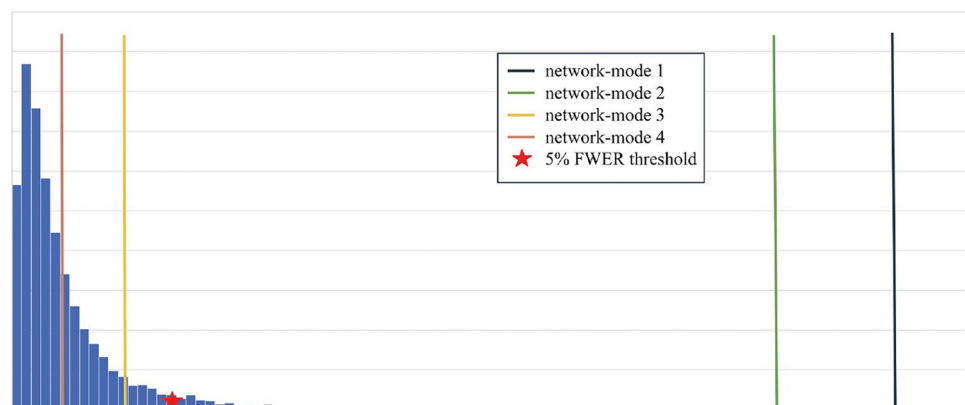 network-mode 1
network-mode 2
network-mode 3
network-mode 4
5% FWER threshold